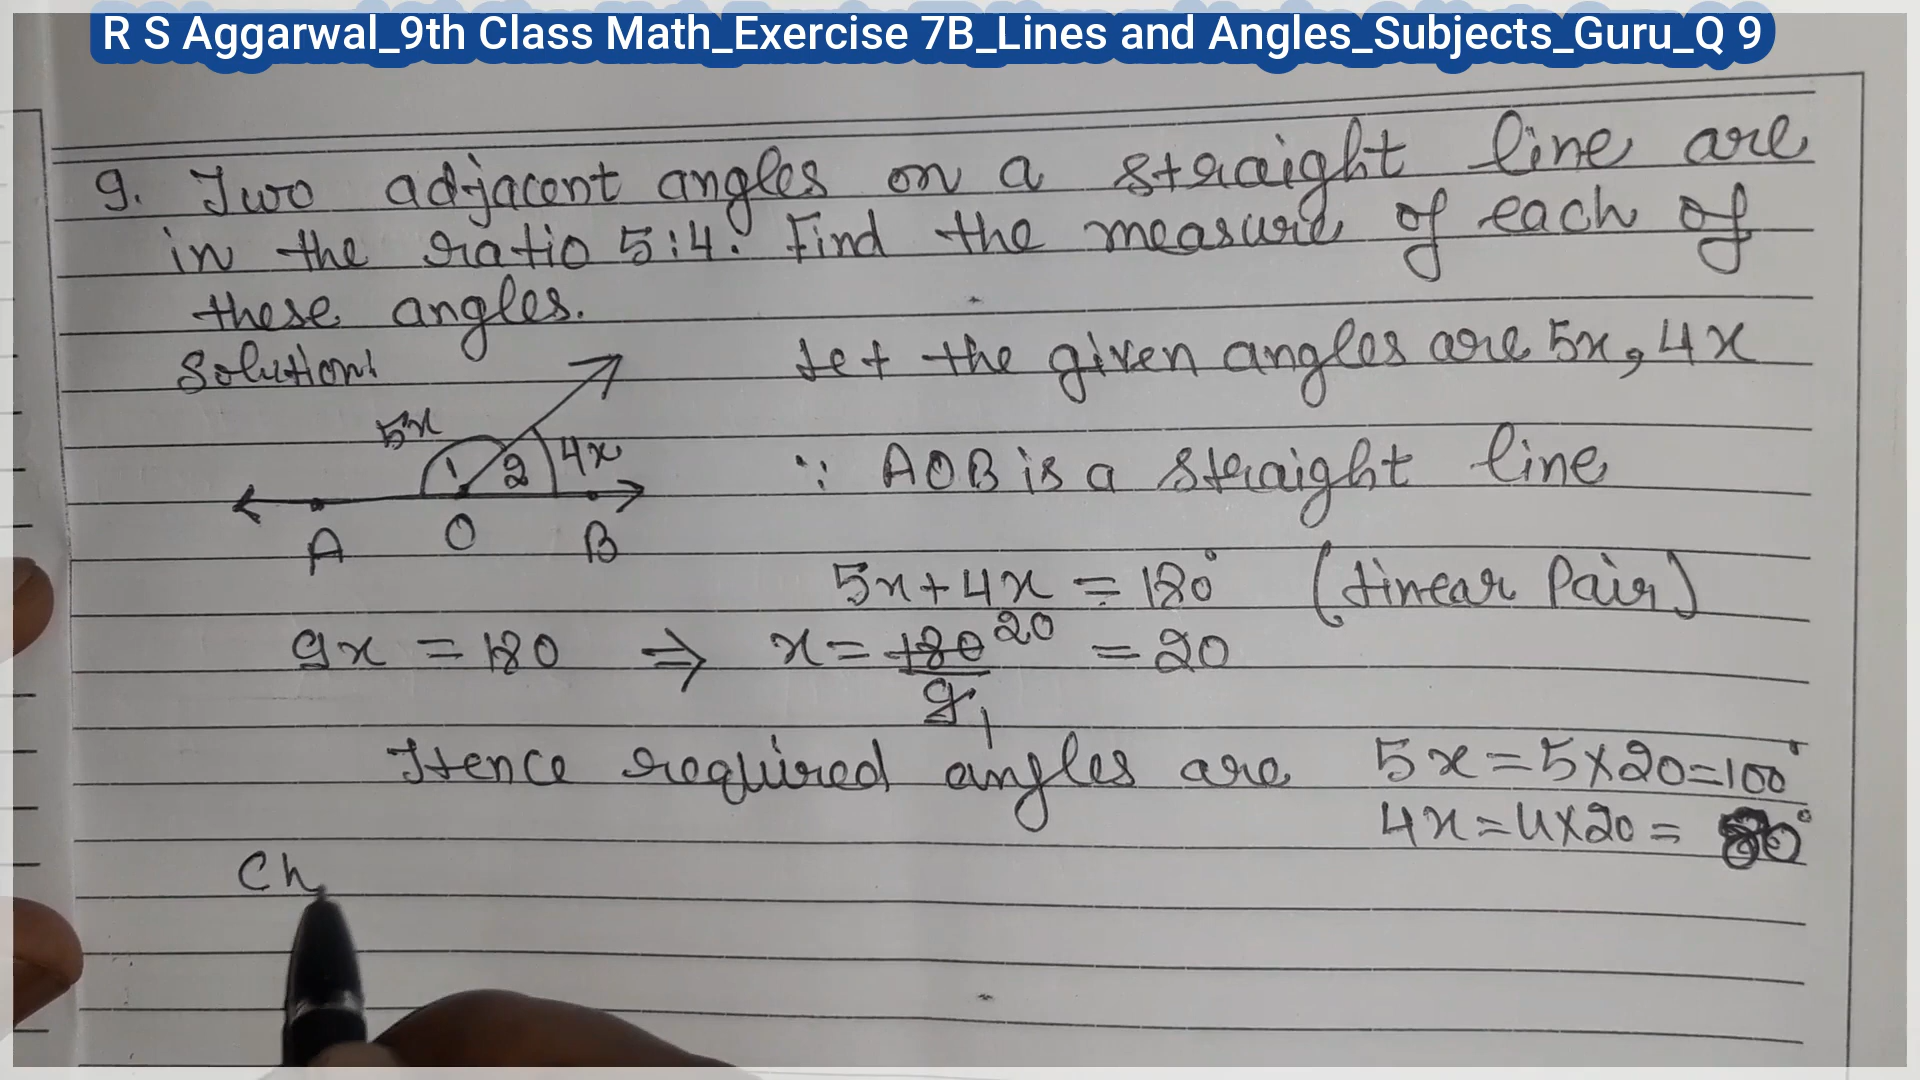 R S Aggarwal_9th Class Math_Exercise 7B_Lines and Angles_Subjects_Guru_Q 9
9. Two adjacent angles on a straight line are
in the ratio 5:4. Find the measure of each of
these angles.
Solution:
Let the given angles are 5x, 4x
5x
1 2 4x
A O B
∵ AOB is a straight line
5x+4x = 180° (Linear Pair)
9x = 180 ⇒ x = 180/9 = 20
20
1
Hence required angles are 5x=5×20=100°
4x=4×20= 80°
Ch